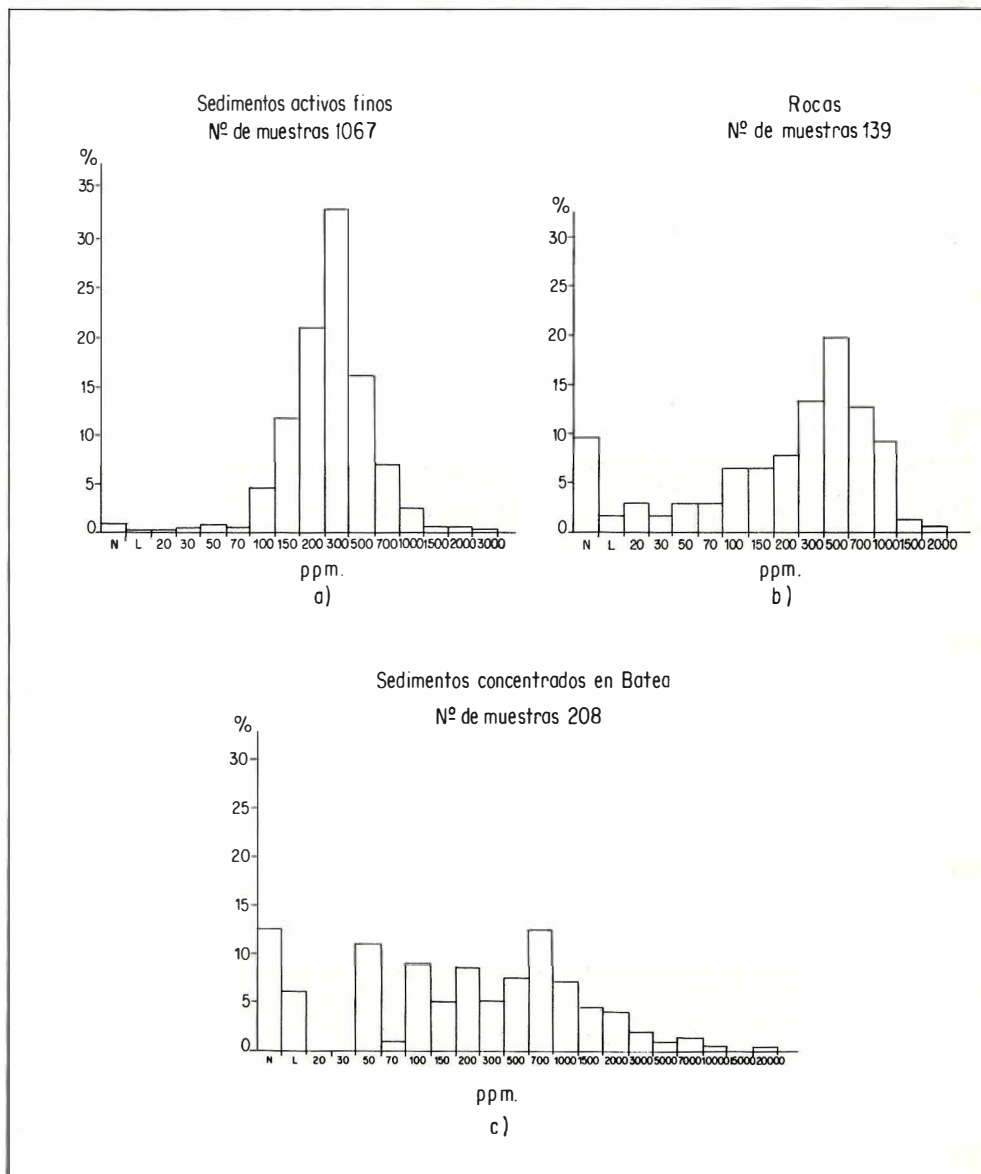 Sedimentos activos finos
Nº de muestras 1067
%
35
30
25
20
15
10
5
0
N L 20 30 50 70 100 150 200 300 500 700 1000 1500 2000 3000
ppm.
a)
Rocas
Nº de muestras 139
%
30
25
20
15
10
5
0
N L 20 30 50 70 100 150 200 300 500 700 1000 1500 2000
ppm.
b)
Sedimentos concentrados en Batea
Nº de muestras 208
%
30
25
20
15
10
5
0
N L 20 30 50 70 100 150 200 300 500 700 1000 1500 2000 3000 5000 7000 10000 15000 20000
ppm.
c)